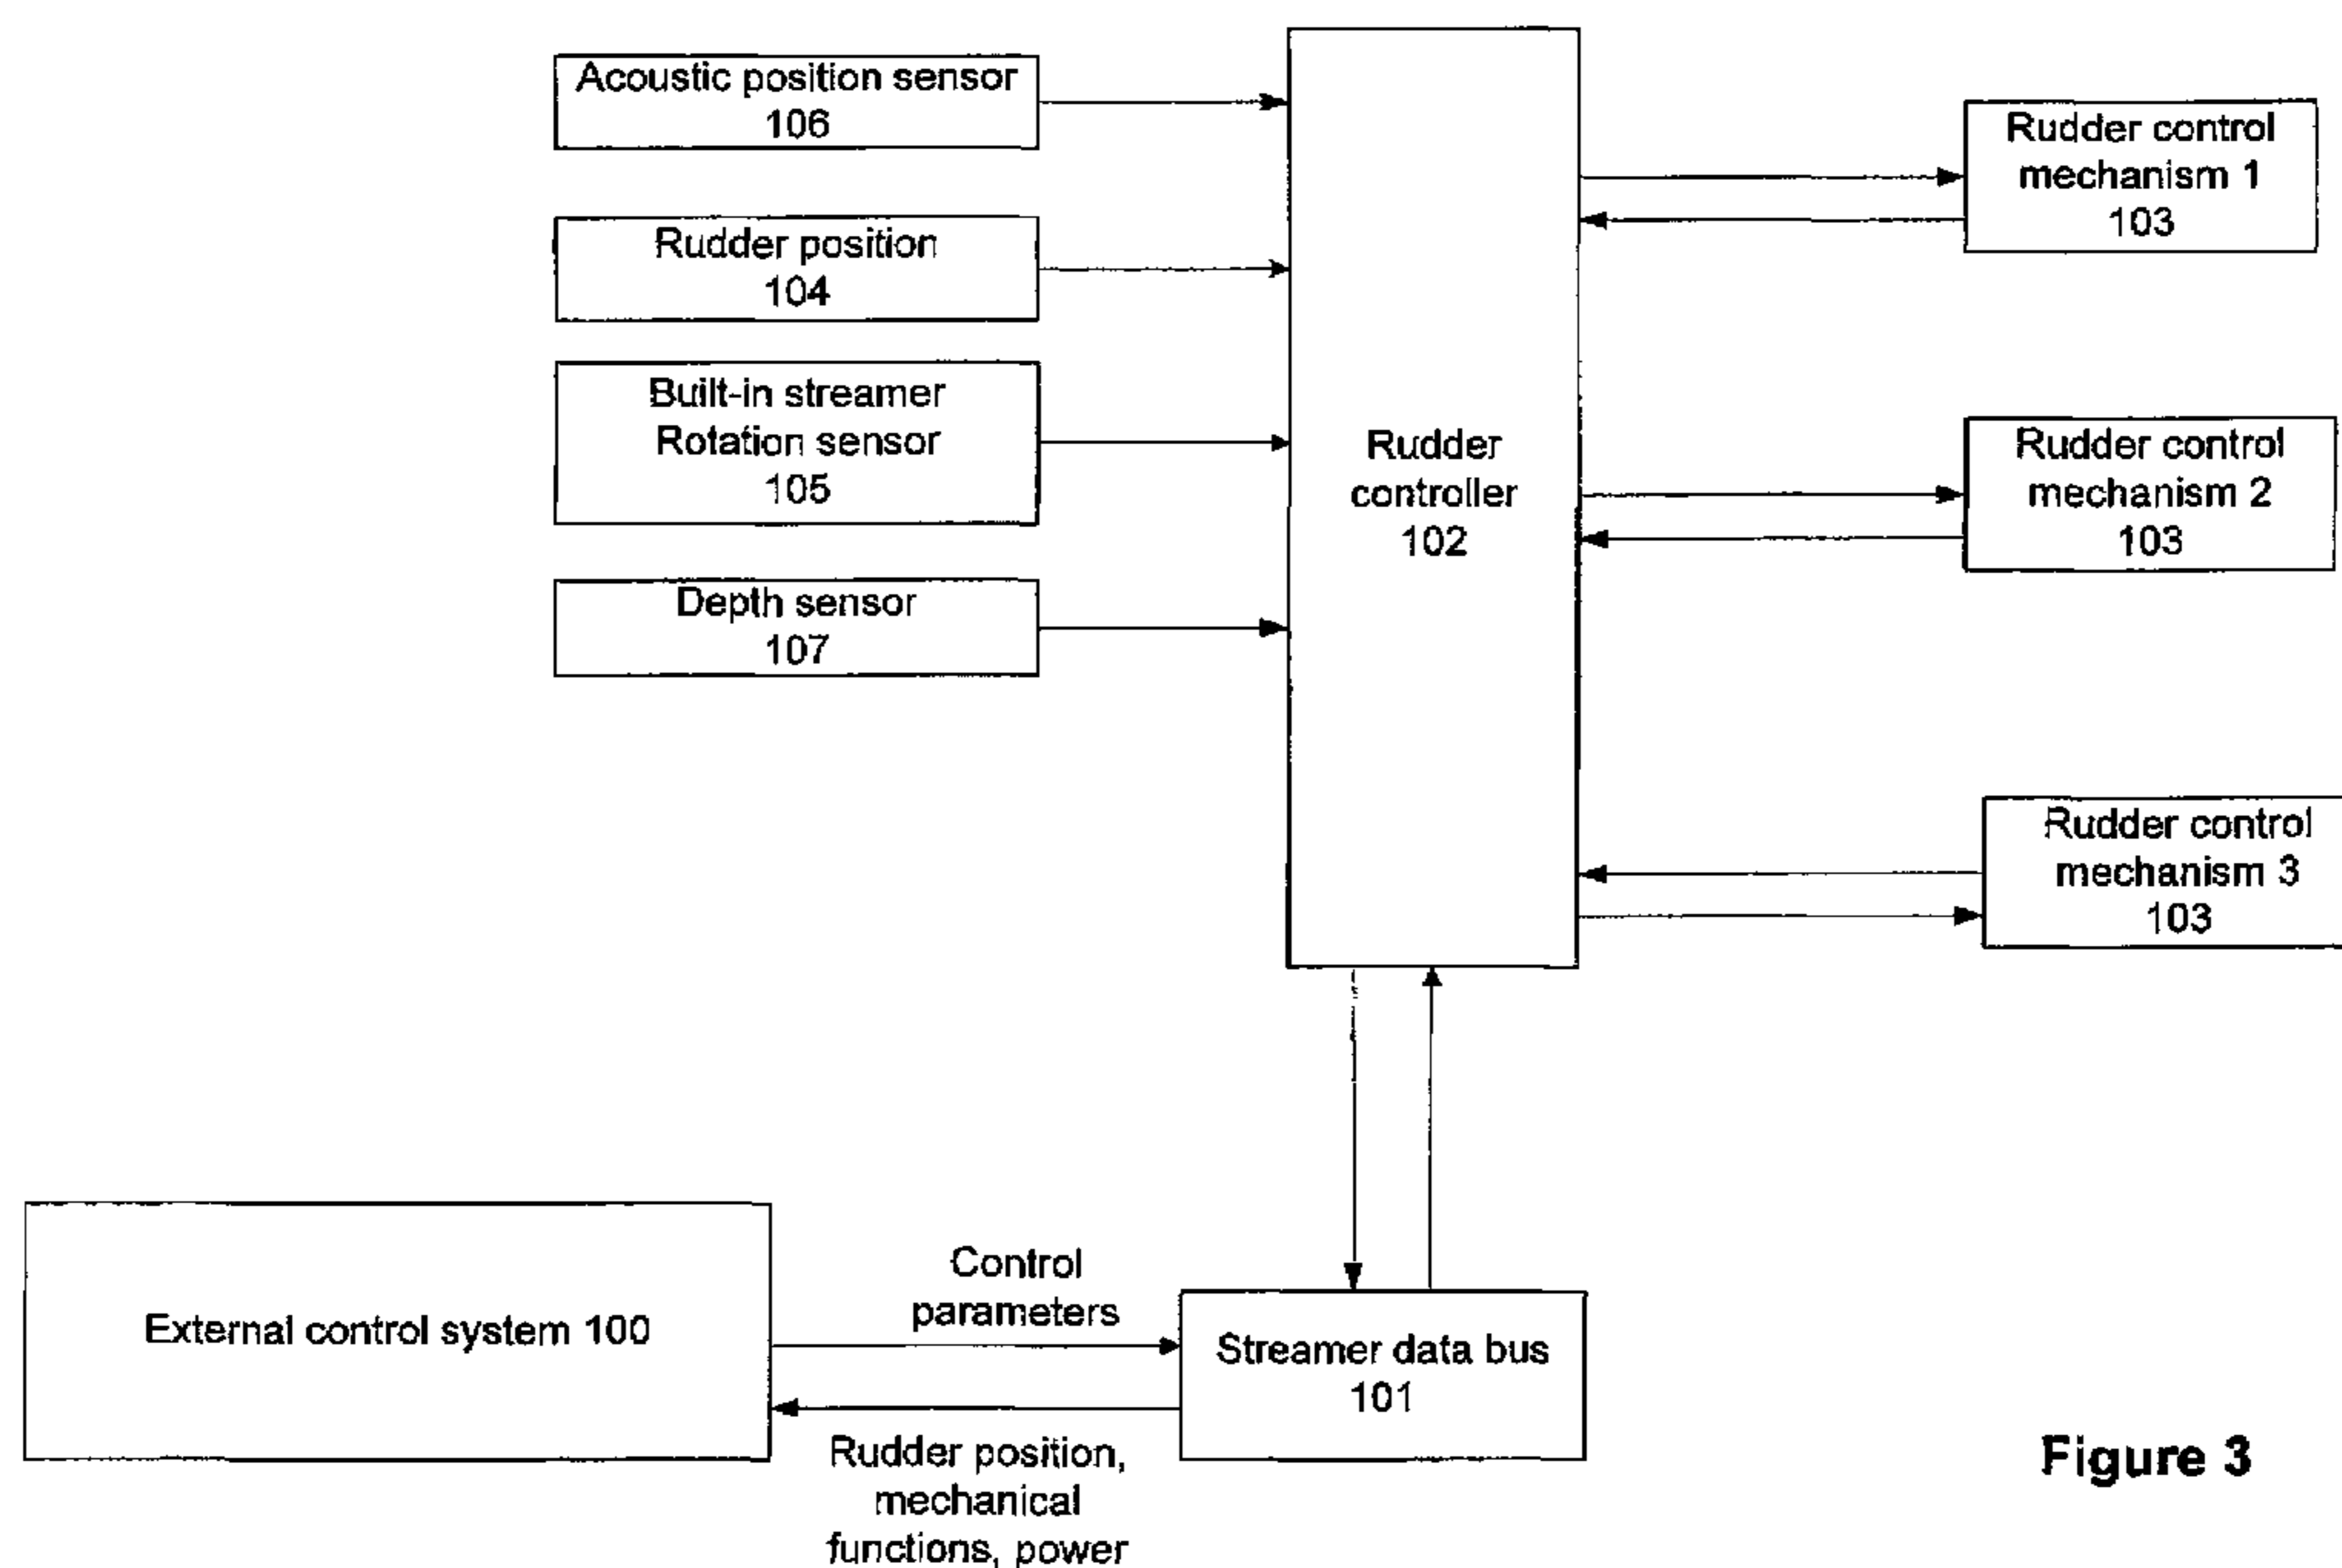 Acoustic position sensor
106
Rudder position
104
Built-in streamer
Rotation sensor
105
Depth sensor
107
Rudder
controller
102
Rudder control
mechanism 1
103
Rudder control
mechanism 2
103
Rudder control
mechanism 3
103
External control system 100
Control
parameters
Rudder position,
mechanical
functions, power
Streamer data bus
101
Figure 3